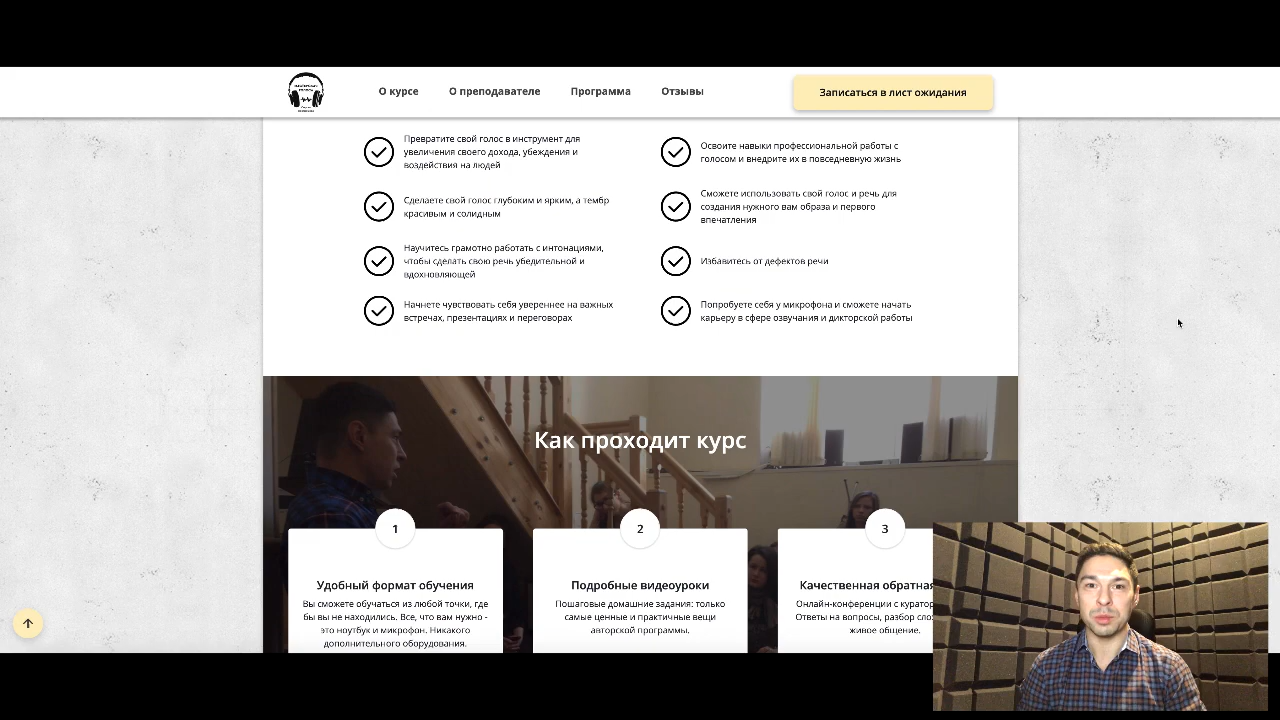 О курсе
О преподавателе
Программа
Отзывы
Записаться в лист ожидания
Превратите свой голос в инструмент для
увеличения своего дохода, убеждения и
воздействия на людей
Освоите навыки профессиональной работы с
голосом и внедрите их в повседневную жизнь
Сделаете свой голос глубоким и ярким, а тембр
красивым и солидным
Сможете использовать свой голос и речь для
создания нужного вам образа и первого
впечатления
Научитесь грамотно работать с интонациями,
чтобы сделать свою речь убедительной и
вдохновляющей
Избавитесь от дефектов речи
Начнете чувствовать себя увереннее на важных
встречах, презентациях и переговорах
Попробуете себя у микрофона и сможете начать
карьеру в сфере озвучания и дикторской работы
Как проходит курс
1
Удобный формат обучения
Вы сможете обучаться из любой точки, где
бы вы не находились. Все, что вам нужно -
это ноутбук и микрофон. Никакого
дополнительного оборудования.
2
Подробные видеоуроки
Пошаговые домашние задания: только
самые ценные и практичные вещи
авторской программы.
3
Качественная обратная
Онлайн-конференции с куратор
Ответы на вопросы, разбор сло
живое общение.